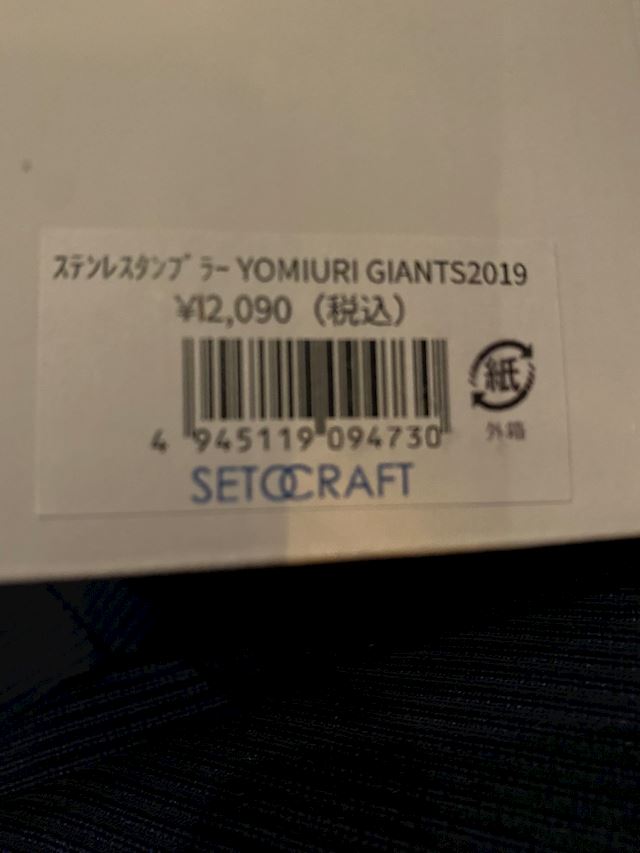 ｽﾃﾝﾚｽﾀﾝﾌﾞﾗｰ YOMIURI GIANTS2019
¥12,090（税込）
紙
外箱
4 945119 094730
SETOCRAFT